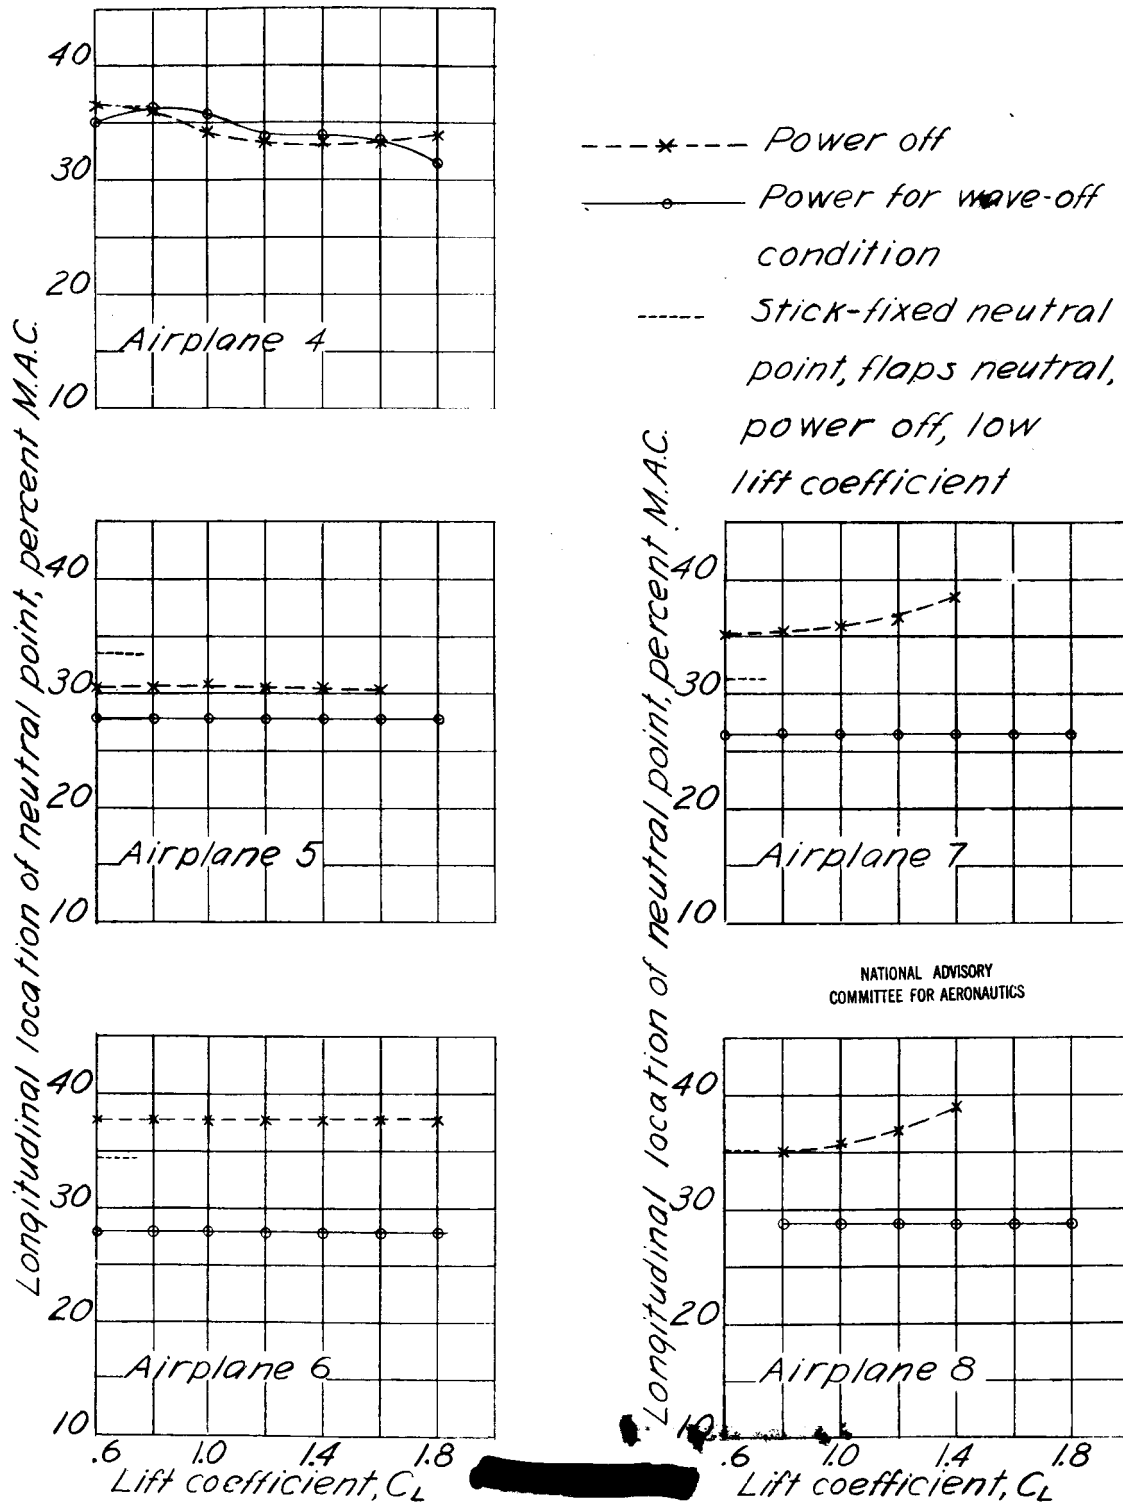 40
30
20
10
Airplane 4
Power off
Power for wave-off
condition
Stick-fixed neutral
point, flaps neutral,
power off, low
lift coefficient
Longitudinal location of neutral point, percent M.A.C.
40
30
20
10
Airplane 5
40
30
20
10
Airplane 6
.6 1.0 1.4 1.8
Lift coefficient, CL
Longitudinal location of neutral point, percent M.A.C.
40
30
20
10
Airplane 7
NATIONAL ADVISORY
COMMITTEE FOR AERONAUTICS
40
30
20
10
Airplane 8
.6 1.0 1.4 1.8
Lift coefficient, CL